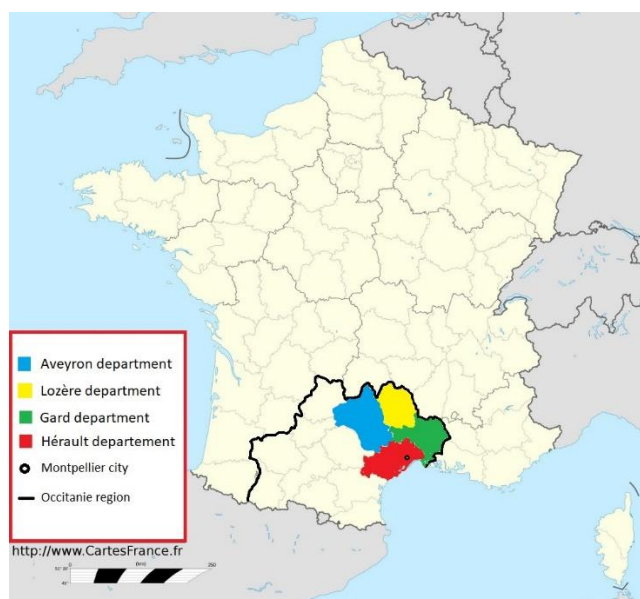 Aveyron department
Lozère department
Gard department
Hérault departement
Montpellier city
Occitanie region
http://www.CartesFrance.fr